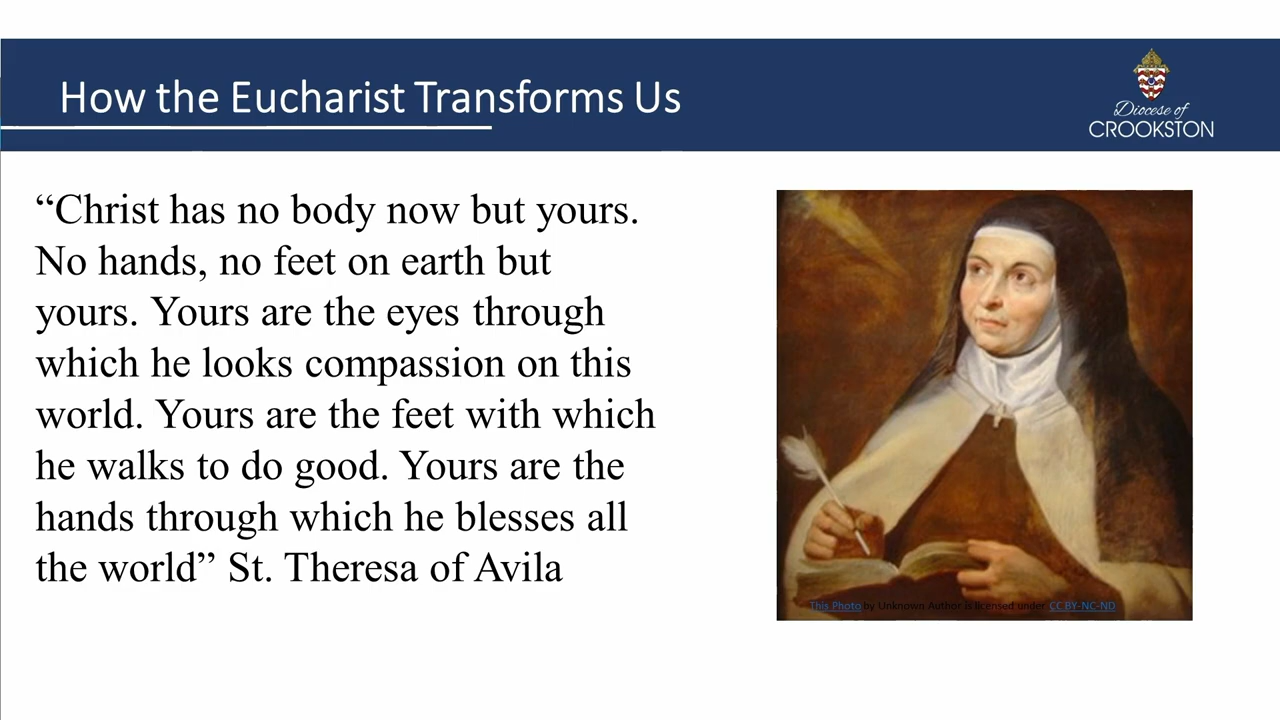 How the Eucharist Transforms Us
Diocese of
CROOKSTON
“Christ has no body now but yours.
No hands, no feet on earth but
yours. Yours are the eyes through
which he looks compassion on this
world. Yours are the feet with which
he walks to do good. Yours are the
hands through which he blesses all
the world” St. Theresa of Avila
This Photo by Unknown Author is licensed under CC BY-NC-ND